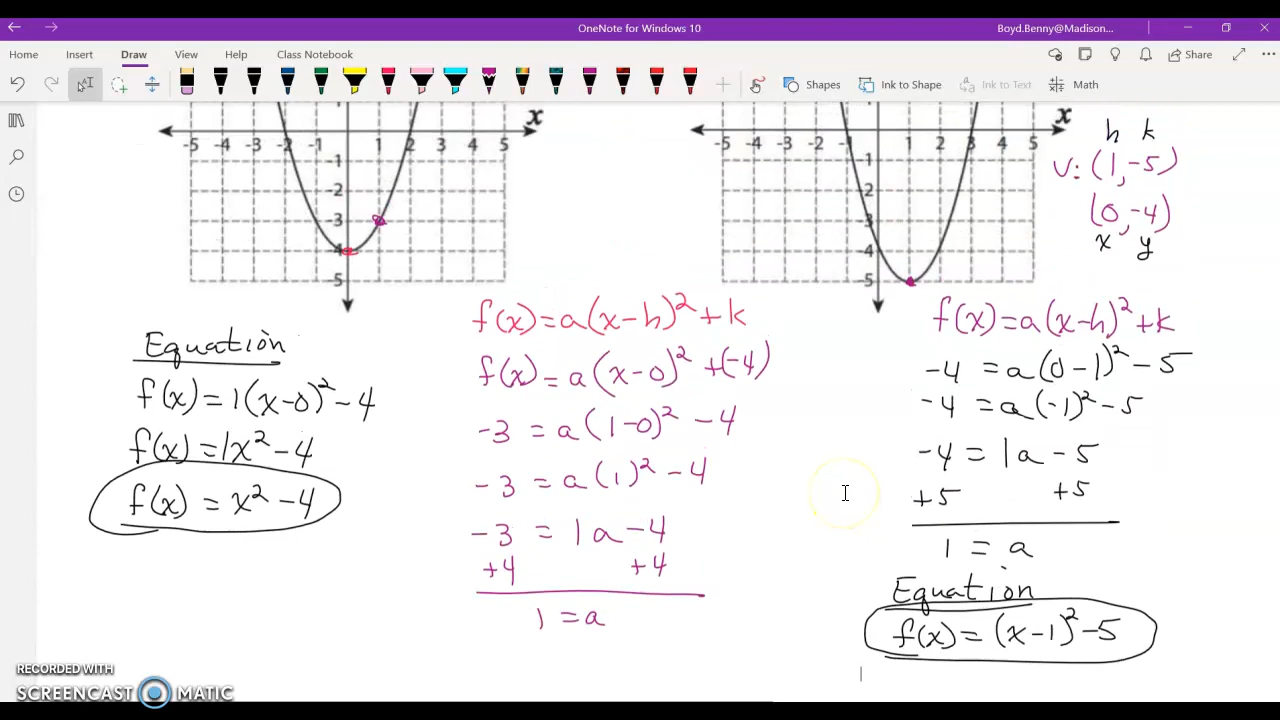 OneNote for Windows 10
Boyd.Benny@Madison...
Home Insert Draw View Help Class Notebook
Share
Shapes Ink to Shape Ink to Text Math
x
-5 -4 -3 -2 -1 1 2 3 4 5
-1
-2
-3
-4
-5
x
-5 -4 -3 -2 -1 1 2 3 4 5
-1
-2
-3
-4
-5
h k
V: (1,-5)
(0,-4)
x y
Equation
f(x)=1(x-0)²-4
f(x)=1x²-4
f(x)=x²-4
f(x)=a(x-h)²+k
f(x)=a(x-0)²+(-4)
-3=a(1-0)²-4
-3=a(1)²-4
-3=1a-4
+4 +4
1=a
f(x)=a(x-h)²+k
-4=a(0-1)²-5
-4=a(-1)²-5
-4=1a-5
+5 +5
1=a
Equation
f(x)=(x-1)²-5
RECORDED WITH
SCREENCAST MATIC